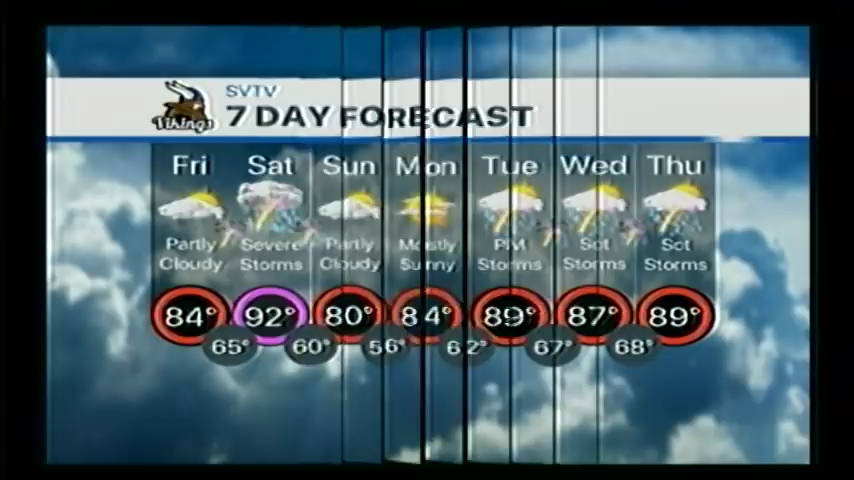 SVTV
Vikings
7 DAY FORECAST
Fri Sat Sun Mon Tue Wed Thu
Partly Severe Partly Mostly PM Sct Sct
Cloudy Storms Cloudy Sunny Storms Storms Storms
84° 92° 80° 84° 89° 87° 89°
65° 60° 56° 62° 67° 68°